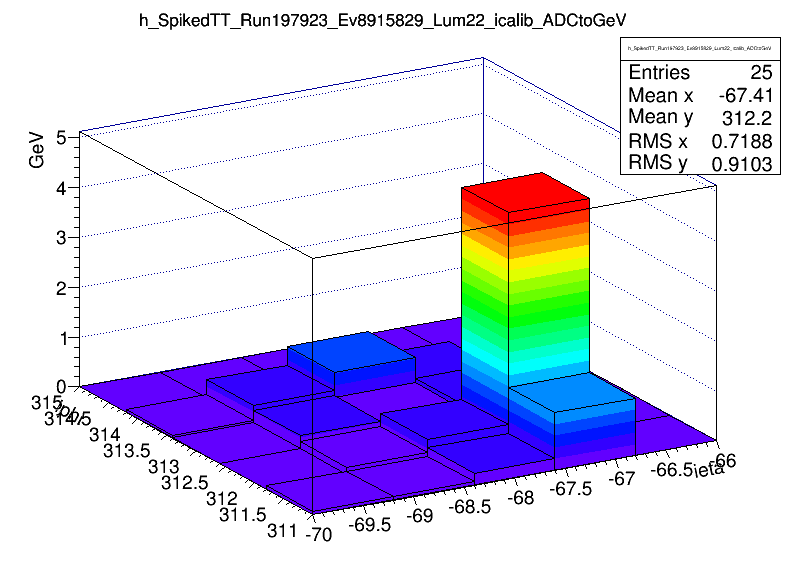 h_SpikedTT_Run197923_Ev8915829_Lum22_icalib_ADCtoGeV
h_SpikedTT_Run197923_Ev8915829_Lum22_icalib_ADCtoGeV
Entries 25
Mean x -67.41
Mean y 312.2
RMS x 0.7188
RMS y 0.9103
GeV
5
4
3
2
1
0
315
314.5
314
313.5
313
312.5
312
311.5
311
-70
-69.5
-69
-68.5
-68
-67.5
-67
-66.5
-66
ieta